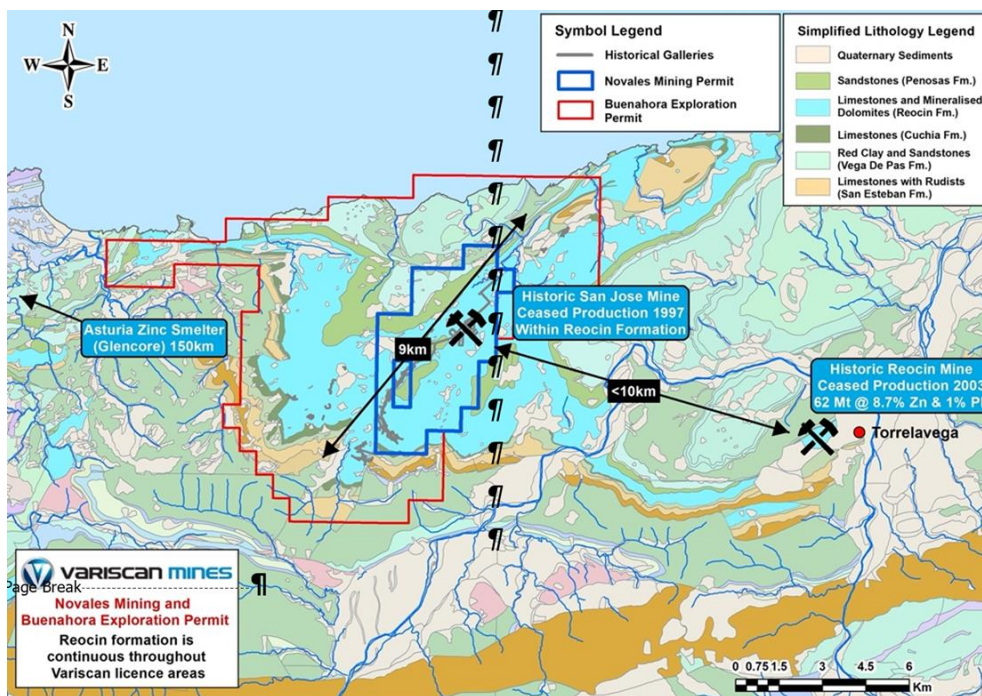 N
W
E
S
Symbol Legend
Historical Galleries
Novales Mining Permit
Buenahora Exploration
Permit
Simplified Lithology Legend
Quaternary Sediments
Sandstones (Penosas Fm.)
Limestones and Mineralised
Dolomites (Reocin Fm.)
Limestones (Cuchia Fm.)
Red Clay and Sandstones
(Vega De Pas Fm.)
Limestones with Rudists
(San Esteban Fm.)
¶
¶
¶
¶
¶
¶
¶
¶
¶
¶
¶
¶
¶
Asturia Zinc Smelter
(Glencore) 150km
9km
Historic San Jose Mine
Ceased Production 1997
Within Reocin Formation
<10km
Historic Reocin Mine
Ceased Production 2003
62 Mt @ 8.7% Zn & 1% P
Torrelavega
VARISCAN MINES
Page Break
¶
Novales Mining and
Buenahora Exploration Permit
Reocin formation is
continuous throughout
Variscan licence areas
0 0.75 1.5 3 4.5 6
Km